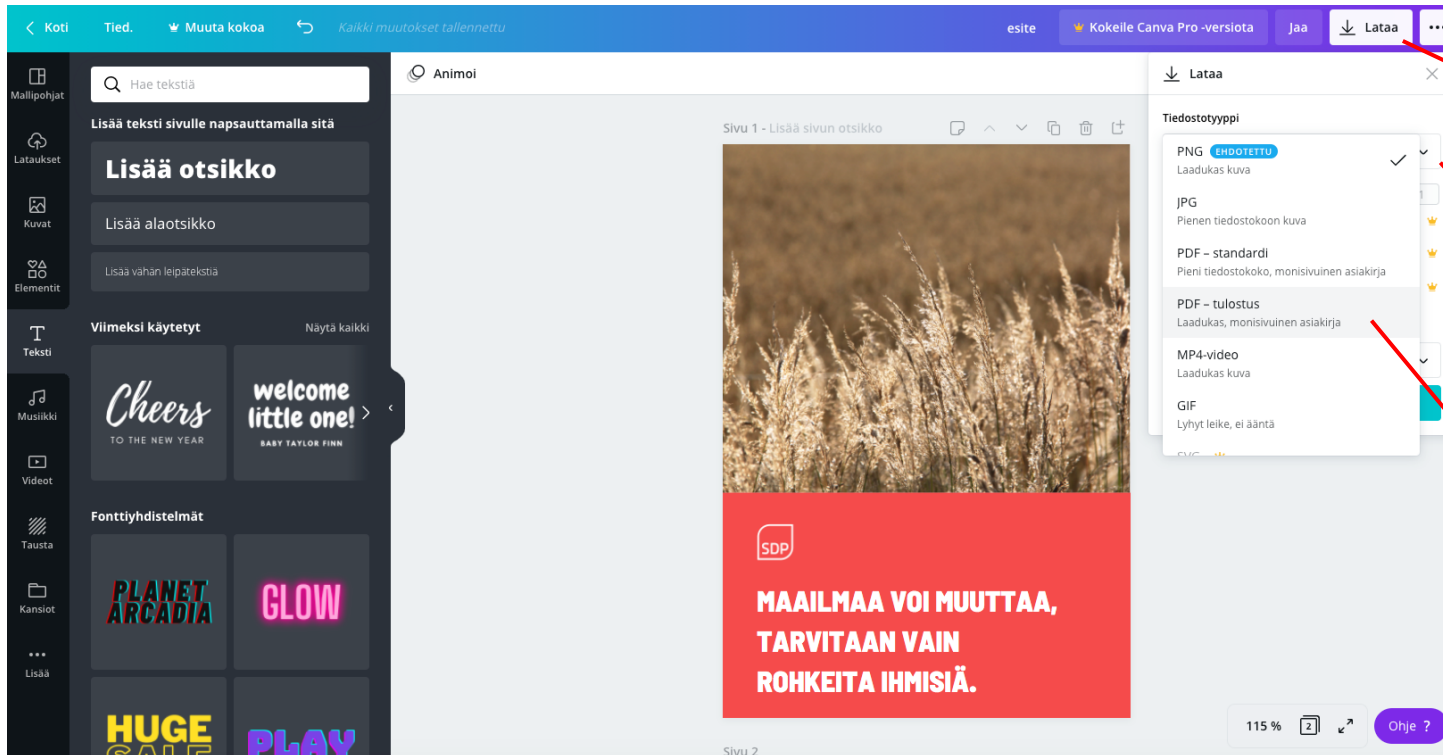 Koti
Tied.
Muuta kokoa
Kaikki muutokset tallennettu
esite
Kokeile Canva Pro -versiota
Jaa
Lataa
Mallipohjat
Lataukset
Kuvat
Elementit
Teksti
Musiikki
Videot
Tausta
Kansiot
Lisää
Hae tekstiä
Lisää teksti sivulle napsauttamalla sitä
Lisää otsikko
Lisää alaotsikko
Lisää vähän leipätekstiä
Viimeksi käytetyt
Näytä kaikki
Cheers
TO THE NEW YEAR
welcome
little one!
BABY TAYLOR FINN
Fonttiyhdistelmät
PLANET
ARCADIA
GLOW
HUGE
SALE
PLAY
Animoi
Sivu 1 - Lisää sivun otsikko
SDP
MAAILMAA VOI MUUTTAA,
TARVITAAN VAIN
ROHKEITA IHMISIÄ.
Sivu 2
Lataa
Tiedostotyyppi
PNG EHDOTETTU
Laadukas kuva
JPG
Pienen tiedostokoon kuva
PDF – standardi
Pieni tiedostokoko, monisivuinen asiakirja
PDF – tulostus
Laadukas, monisivuinen asiakirja
MP4-video
Laadukas kuva
GIF
Lyhyt leike, ei ääntä
SVG
115 %
2
Ohje ?